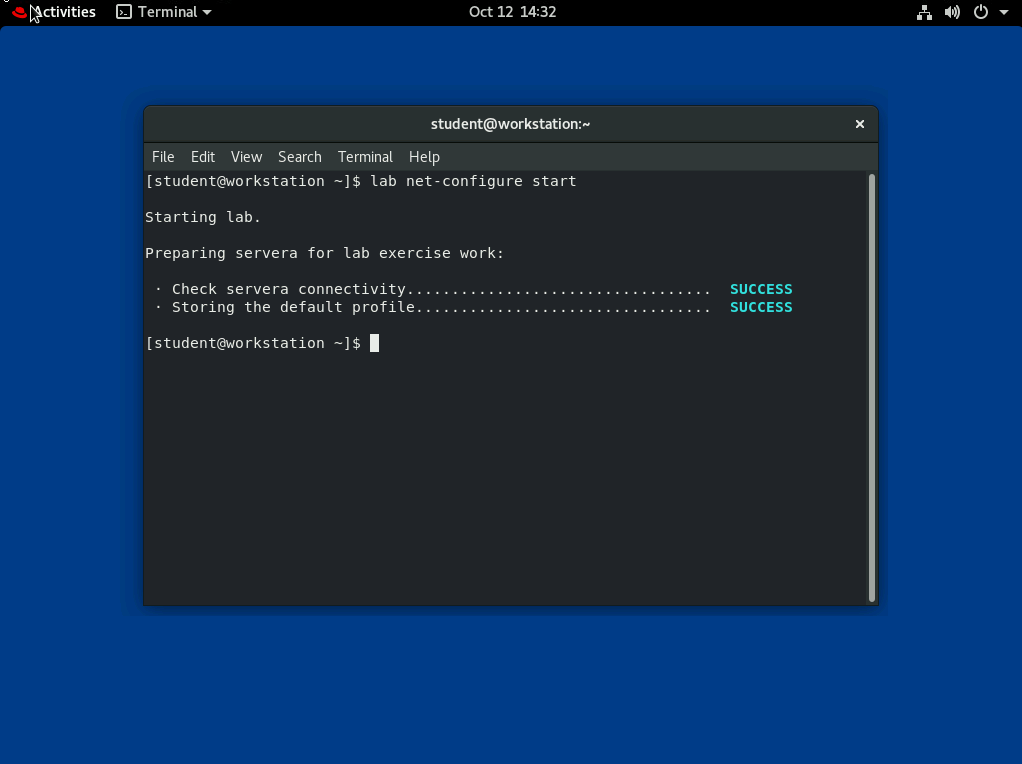 Activities Terminal Oct 12 14:32
student@workstation:~ ×
File Edit View Search Terminal Help
[student@workstation ~]$ lab net-configure start
Starting lab.
Preparing servera for lab exercise work:
· Check servera connectivity.................................. SUCCESS
· Storing the default profile................................. SUCCESS
[student@workstation ~]$